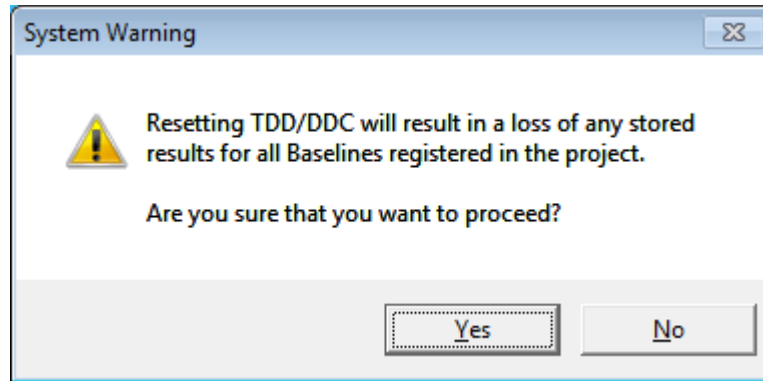 System Warning
Resetting TDD/DDC will result in a loss of any stored
results for all Baselines registered in the project.
Are you sure that you want to proceed?
Yes
No